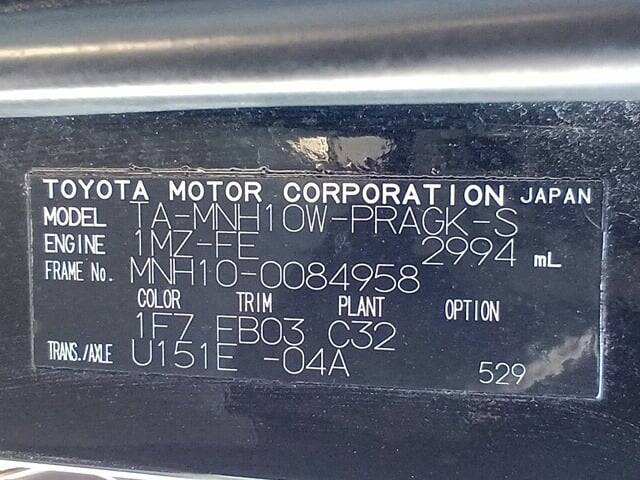 TOYOTA MOTOR CORPORATION JAPAN
MODEL TA-MNH10W-PRAGK-S
ENGINE 1MZ-FE 2994 mL
FRAME No. MNH10-0084958
COLOR TRIM PLANT OPTION
1F7 FB03 C32
TRANS./AXLE U151E -04A 529